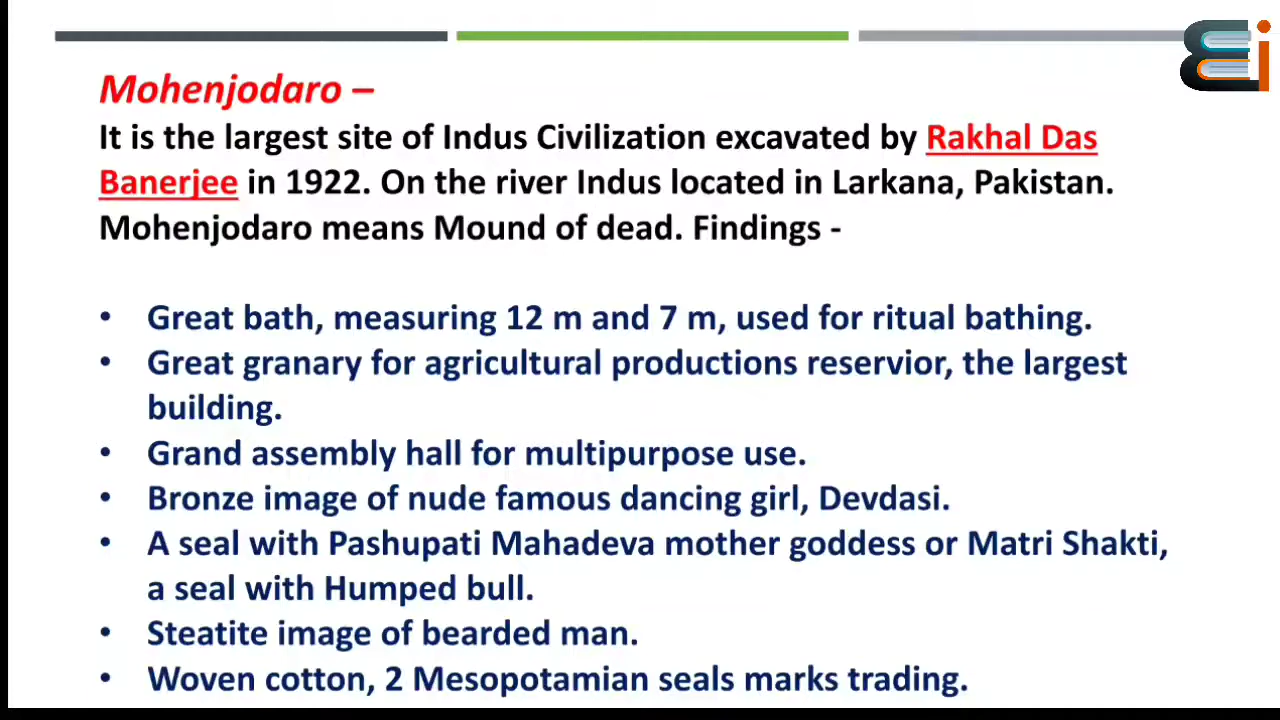 Mohenjodaro –
It is the largest site of Indus Civilization excavated by Rakhal Das
Banerjee in 1922. On the river Indus located in Larkana, Pakistan.
Mohenjodaro means Mound of dead. Findings -
• Great bath, measuring 12 m and 7 m, used for ritual bathing.
• Great granary for agricultural productions reservior, the largest
building.
• Grand assembly hall for multipurpose use.
• Bronze image of nude famous dancing girl, Devdasi.
• A seal with Pashupati Mahadeva mother goddess or Matri Shakti,
a seal with Humped bull.
• Steatite image of bearded man.
• Woven cotton, 2 Mesopotamian seals marks trading.